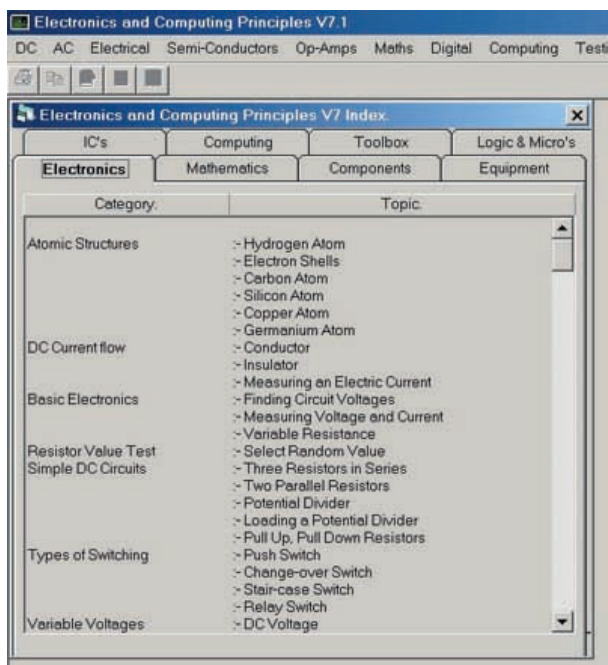 Electronics and Computing Principles V7.1
DC AC Electrical Semi-Conductors Op-Amps Maths Digital Computing
Electronics and Computing Principles V7 Index.
IC's Computing Toolbox Logic & Micro's
Electronics Mathematics Components Equipment
Category. Topic.
Atomic Structures :- Hydrogen Atom
:- Electron Shells
:- Carbon Atom
:- Silicon Atom
:- Copper Atom
:- Germanium Atom
DC Current flow :- Conductor
:- Insulator
:- Measuring an Electric Current
Basic Electronics :- Finding Circuit Voltages
:- Measuring Voltage and Current
:- Variable Resistance
Resistor Value Test :- Select Random Value
Simple DC Circuits :- Three Resistors in Series
:- Two Parallel Resistors
:- Potential Divider
:- Loading a Potential Divider
:- Pull Up, Pull Down Resistors
Types of Switching :- Push Switch
:- Change-over Switch
:- Stair-case Switch
:- Relay Switch
Variable Voltages :- DC Voltage